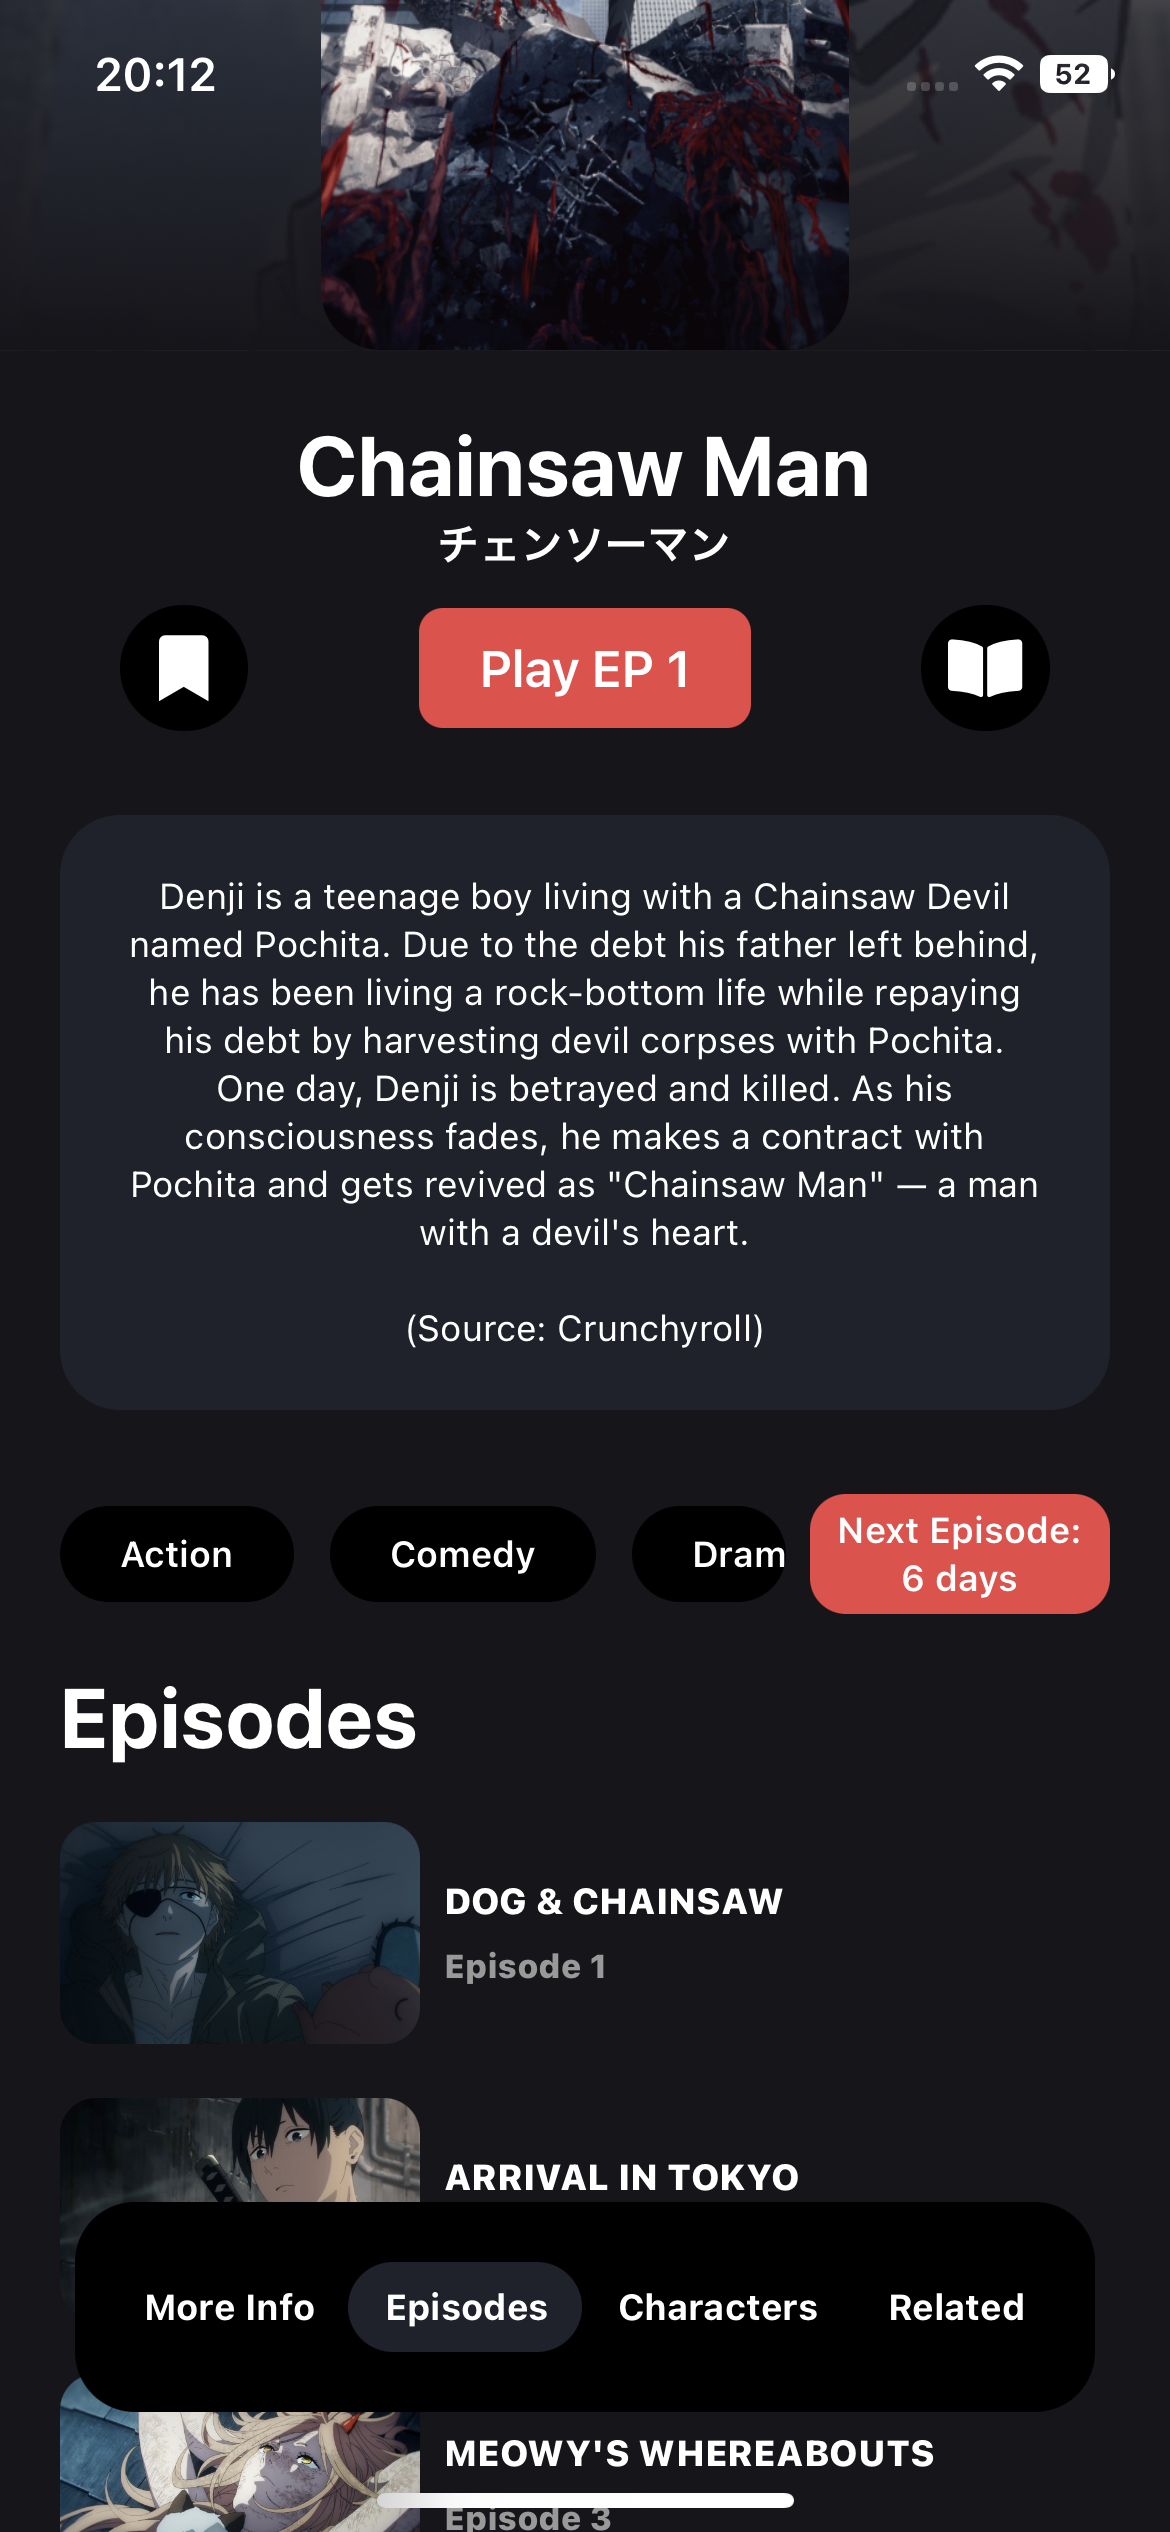 20:12
52
Chainsaw Man
チェンソーマン
Play EP 1
Denji is a teenage boy living with a Chainsaw Devil
named Pochita. Due to the debt his father left behind,
he has been living a rock-bottom life while repaying
his debt by harvesting devil corpses with Pochita.
One day, Denji is betrayed and killed. As his
consciousness fades, he makes a contract with
Pochita and gets revived as "Chainsaw Man" — a man
with a devil's heart.
(Source: Crunchyroll)
Action
Comedy
Dram
Next Episode:
6 days
Episodes
DOG & CHAINSAW
Episode 1
ARRIVAL IN TOKYO
More Info
Episodes
Characters
Related
MEOWY'S WHEREABOUTS
Episode 3